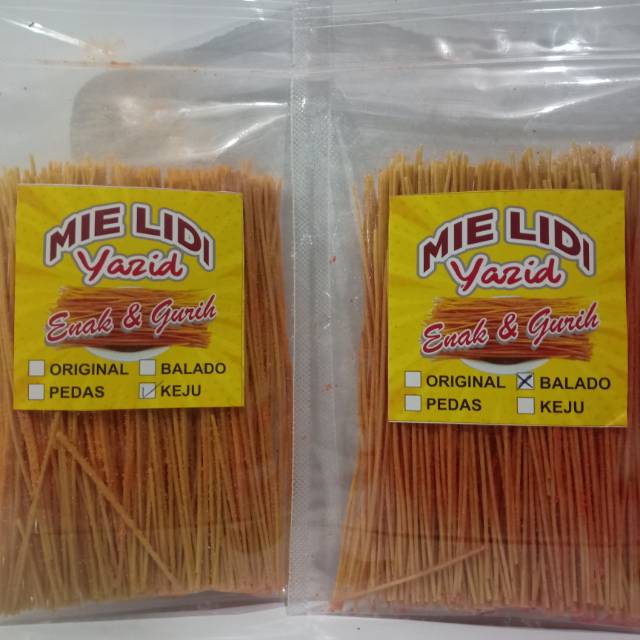 MIE LIDI
Yazid
Enak & Gurih
ORIGINAL BALADO
PEDAS KEJU
MIE LIDI
Yazid
Enak & Gurih
ORIGINAL BALADO
PEDAS KEJU